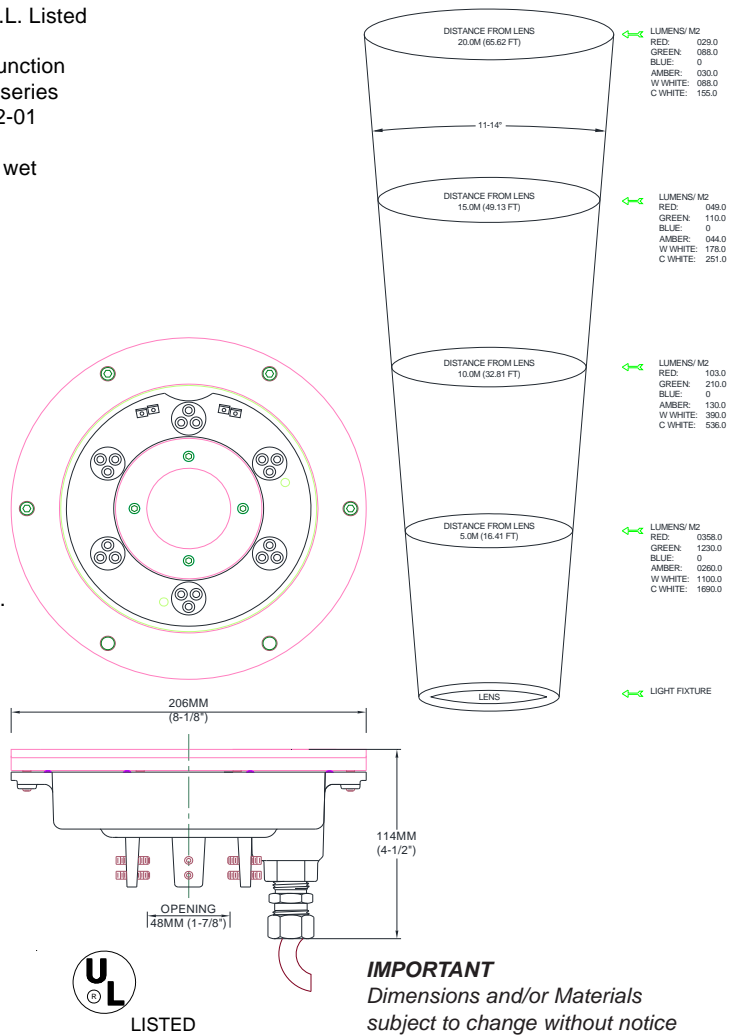 .L. Listed
unction
series
2-01
wet
.
DISTANCE FROM LENS
20.0M (65.62 FT)
LUMENS/ M2
RED: 029.0
GREEN: 088.0
BLUE: 0
AMBER: 030.0
W WHITE: 088.0
C WHITE: 155.0
11-14°
DISTANCE FROM LENS
15.0M (49.13 FT)
LUMENS/ M2
RED: 049.0
GREEN: 110.0
BLUE: 0
AMBER: 044.0
W WHITE: 178.0
C WHITE: 251.0
DISTANCE FROM LENS
10.0M (32.81 FT)
LUMENS/ M2
RED: 103.0
GREEN: 210.0
BLUE: 0
AMBER: 130.0
W WHITE: 390.0
C WHITE: 536.0
DISTANCE FROM LENS
5.0M (16.41 FT)
LUMENS/ M2
RED: 0358.0
GREEN: 1230.0
BLUE: 0
AMBER: 0260.0
W WHITE: 1100.0
C WHITE: 1690.0
LENS
LIGHT FIXTURE
206MM
(8-1/8")
114MM
(4-1/2")
OPENING
48MM (1-7/8")
UL ®
LISTED
IMPORTANT
Dimensions and/or Materials
subject to change without notice